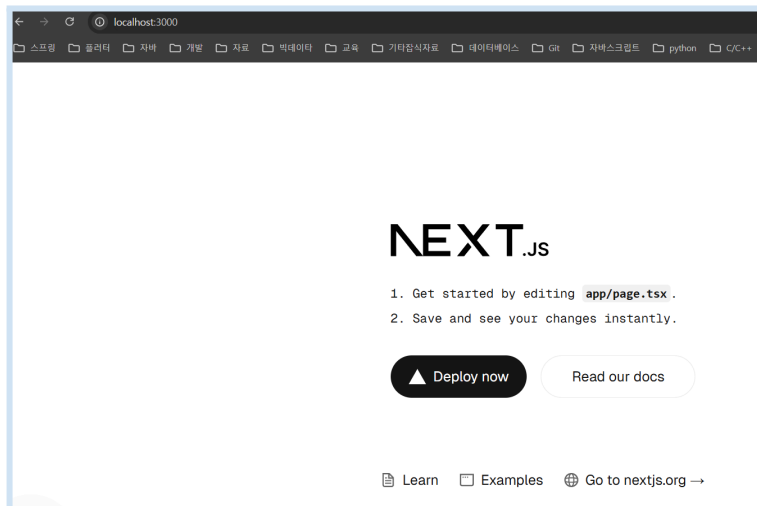 localhost:3000
스프링 플러터 자바 개발 자료 빅데이타 교육 기타잡식자료 데이터베이스 Git 자바스크립트 python C/C++
NEXT.JS
1. Get started by editing app/page.tsx.
2. Save and see your changes instantly.
Deploy now Read our docs
Learn Examples Go to nextjs.org →